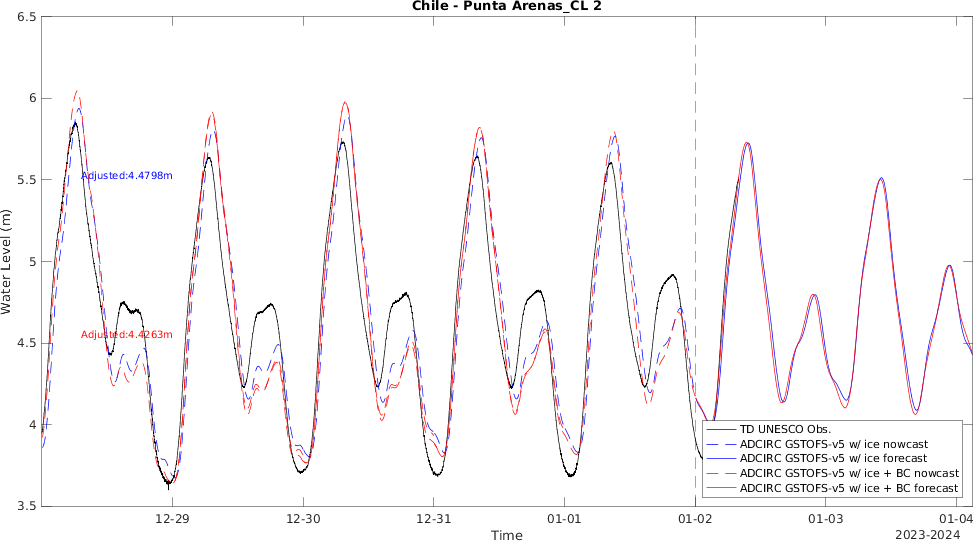 Chile - Punta Arenas_CL 2
6.5
6
5.5
5
4.5
4
3.5
Water Level (m)
Adjusted:4.4798m
Adjusted:4.4263m
TD UNESCO Obs.
ADCIRC GSTOFS-v5 w/ ice nowcast
ADCIRC GSTOFS-v5 w/ ice forecast
ADCIRC GSTOFS-v5 w/ ice + BC nowcast
ADCIRC GSTOFS-v5 w/ ice + BC forecast
12-29 12-30 12-31 01-01 01-02 01-03 01-04
Time
2023-2024